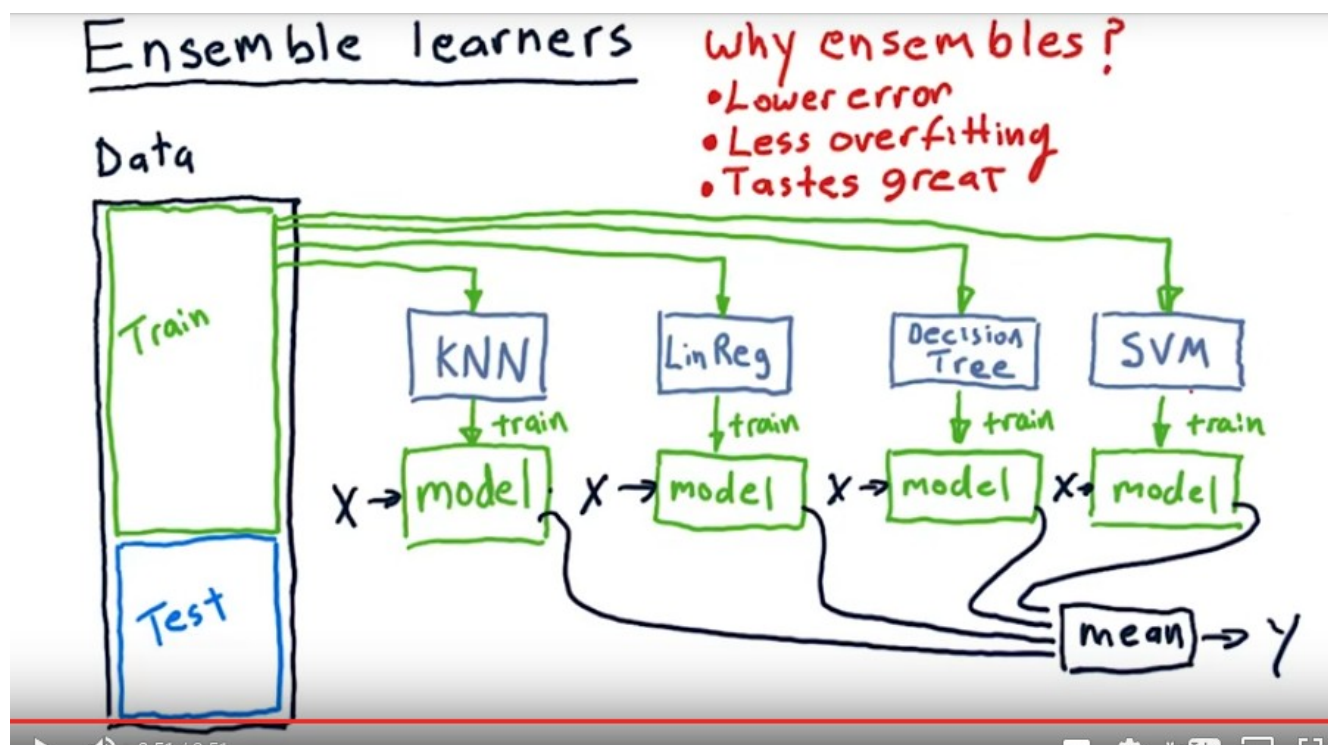 Ensemble learners
Why ensembles?
• Lower error
• Less overfitting
• Tastes great
Data
Train
Test
KNN
LinReg
Decision
Tree
SVM
train
train
train
train
X
model
X
model
X
model
X
model
mean
Y